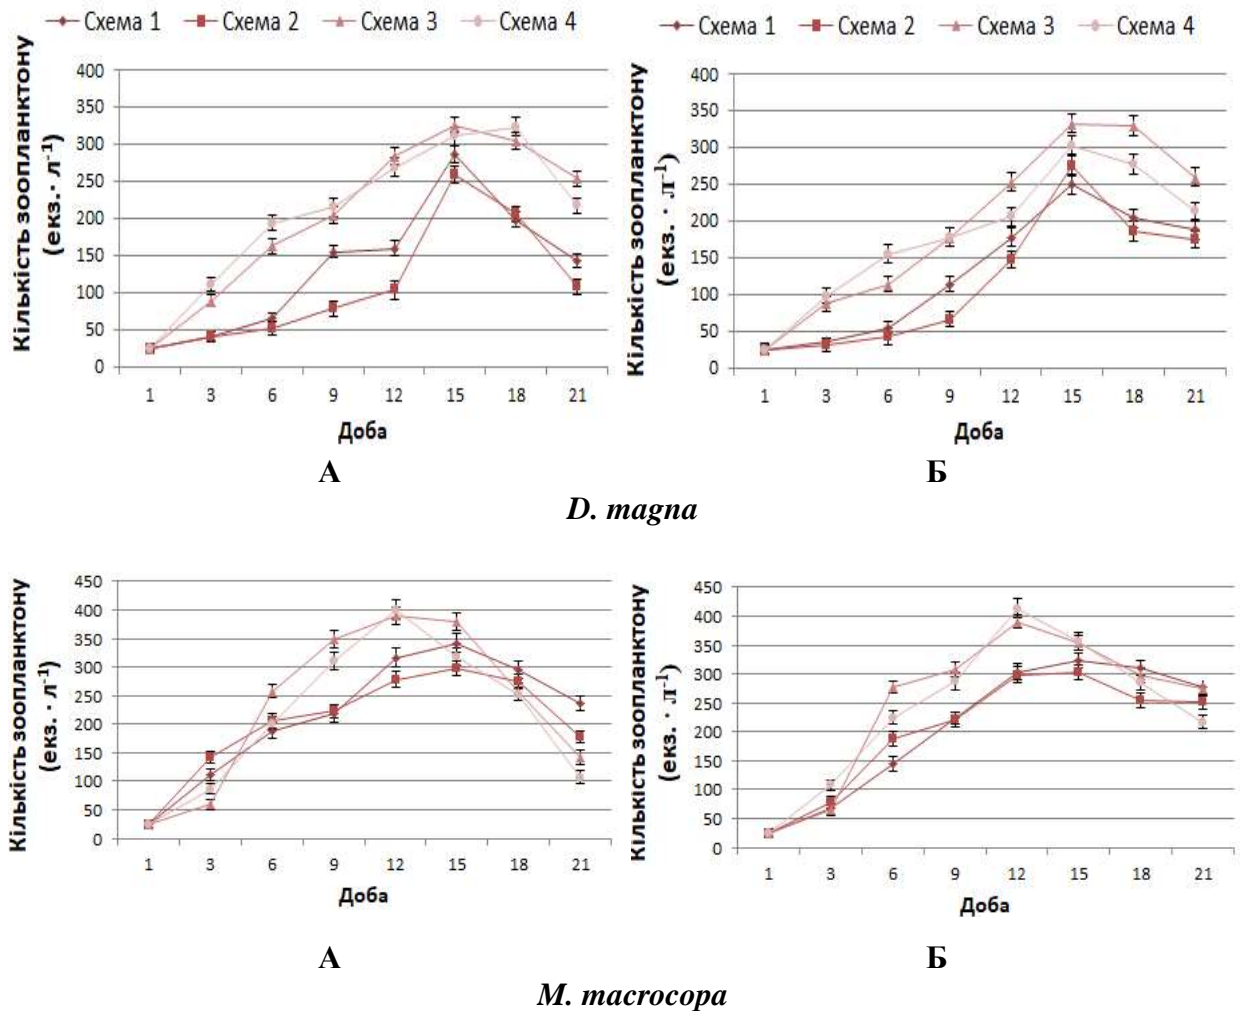 Схема 1 Схема 2 Схема 3 Схема 4
Кількість зоопланктону
(екз.· л⁻¹)
400
350
300
250
200
150
100
50
0
1 3 6 9 12 15 18 21
Доба
А
Схема 1 Схема 2 Схема 3 Схема 4
Кількість зоопланктону
(екз. · л⁻¹)
400
350
300
250
200
150
100
50
0
1 3 6 9 12 15 18 21
Доба
Б
D. magna
Кількість зоопланктону
(екз. · л⁻¹)
450
400
350
300
250
200
150
100
50
0
1 3 6 9 12 15 18 21
Доба
А
Кількість зоопланктону
(екз. · л⁻¹)
450
400
350
300
250
200
150
100
50
0
1 3 6 9 12 15 18 21
Доба
Б
M. macrocopa